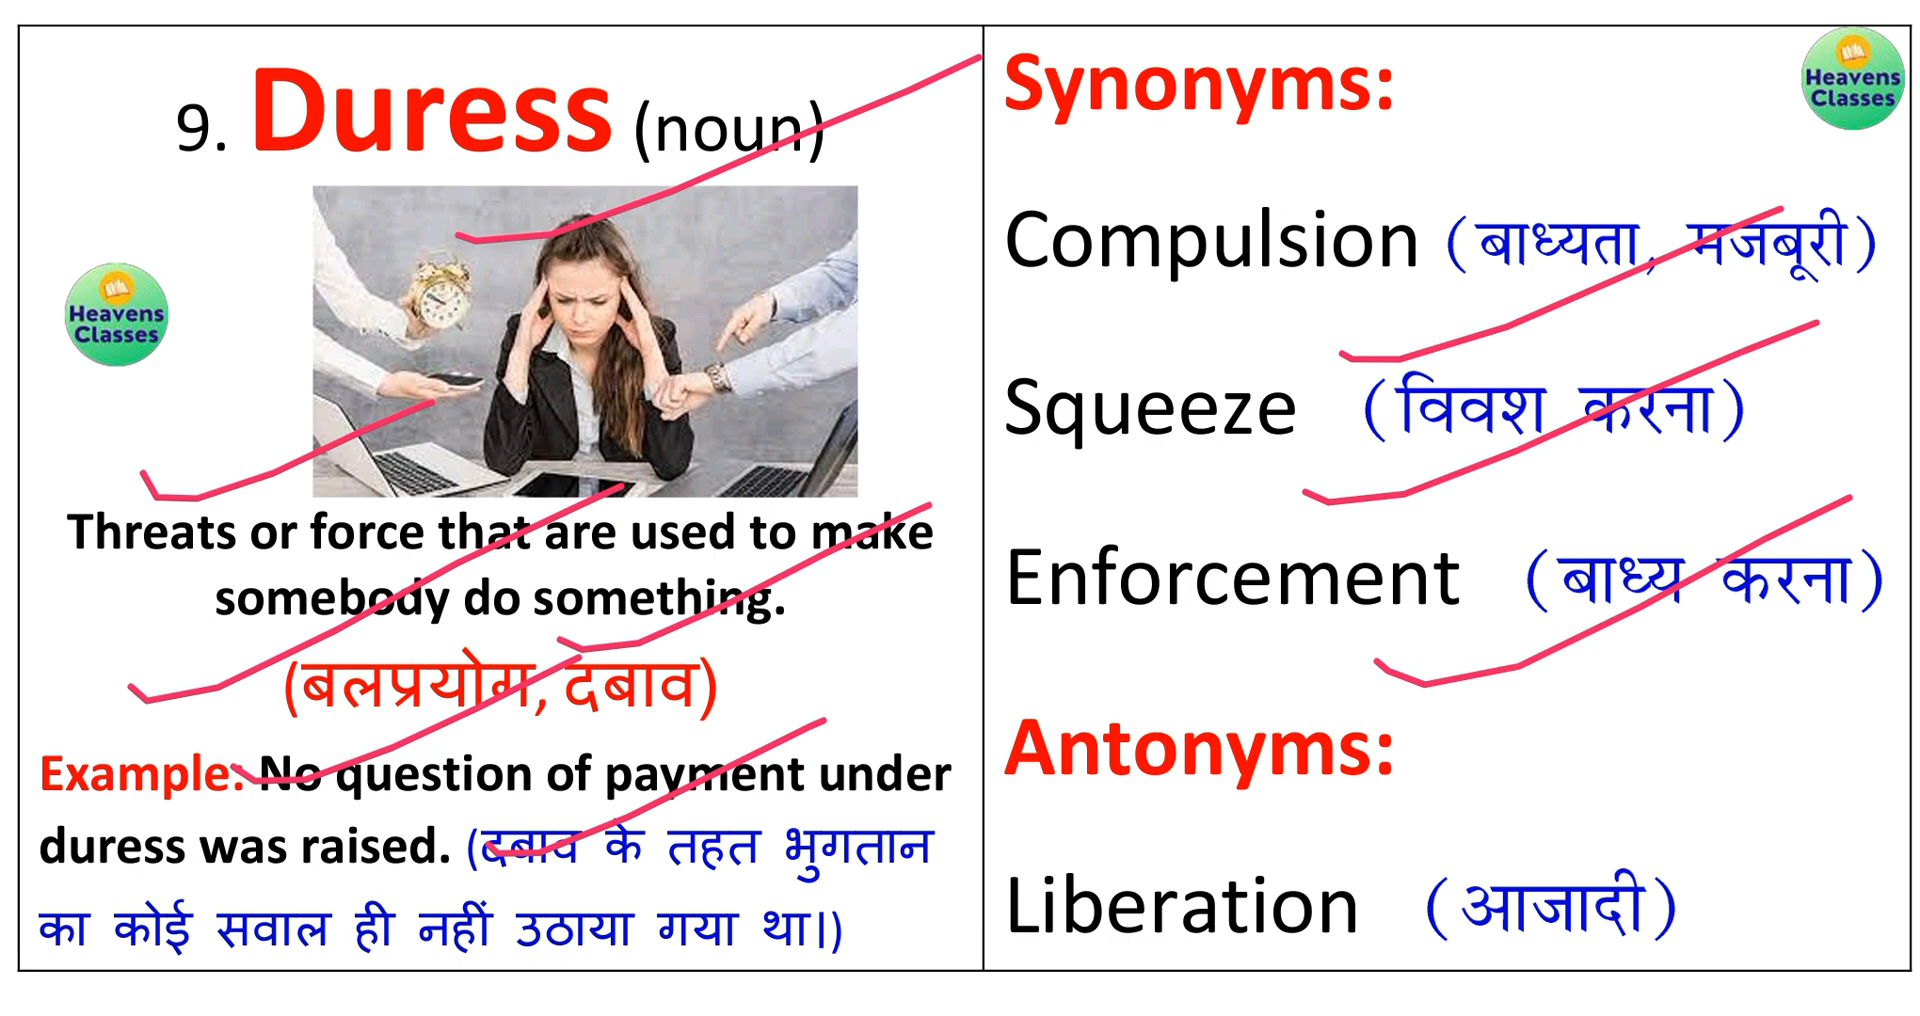 9. Duress (noun)
Heavens
Classes
Threats or force that are used to make
somebody do something.
(बलप्रयोग, दबाव)
Example: No question of payment under
duress was raised. (दबाव के तहत भुगतान
का कोई सवाल ही नहीं उठाया गया था।)
Synonyms:
Heavens
Classes
Compulsion (बाध्यता, मजबूरी)
Squeeze (विवश करना)
Enforcement (बाध्य करना)
Antonyms:
Liberation (आजादी)